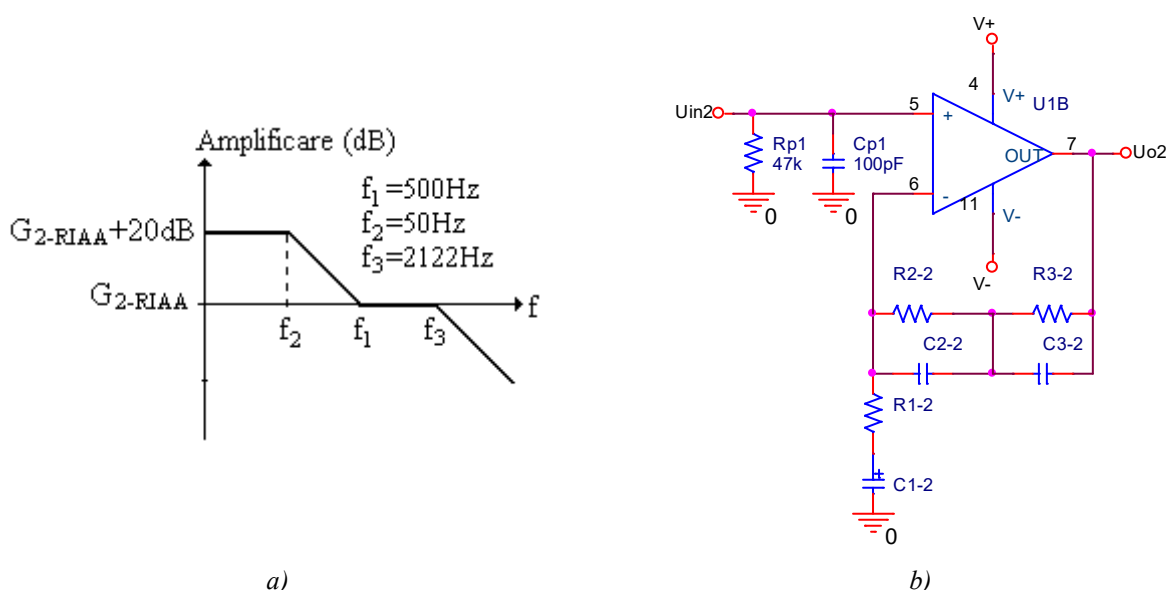 Amplificare (dB)
f1=500Hz
f2=50Hz
f3=2122Hz
G2-RIAA+20dB
G2-RIAA
f2
f1
f3
f
a)
V+
4
V+
U1B
Uin2
5
+
Rp1
47k
Cp1
100pF
OUT
7
Uo2
6
-
11
V-
0
0
V-
R2-2
R3-2
C2-2
C3-2
R1-2
+
C1-2
0
b)